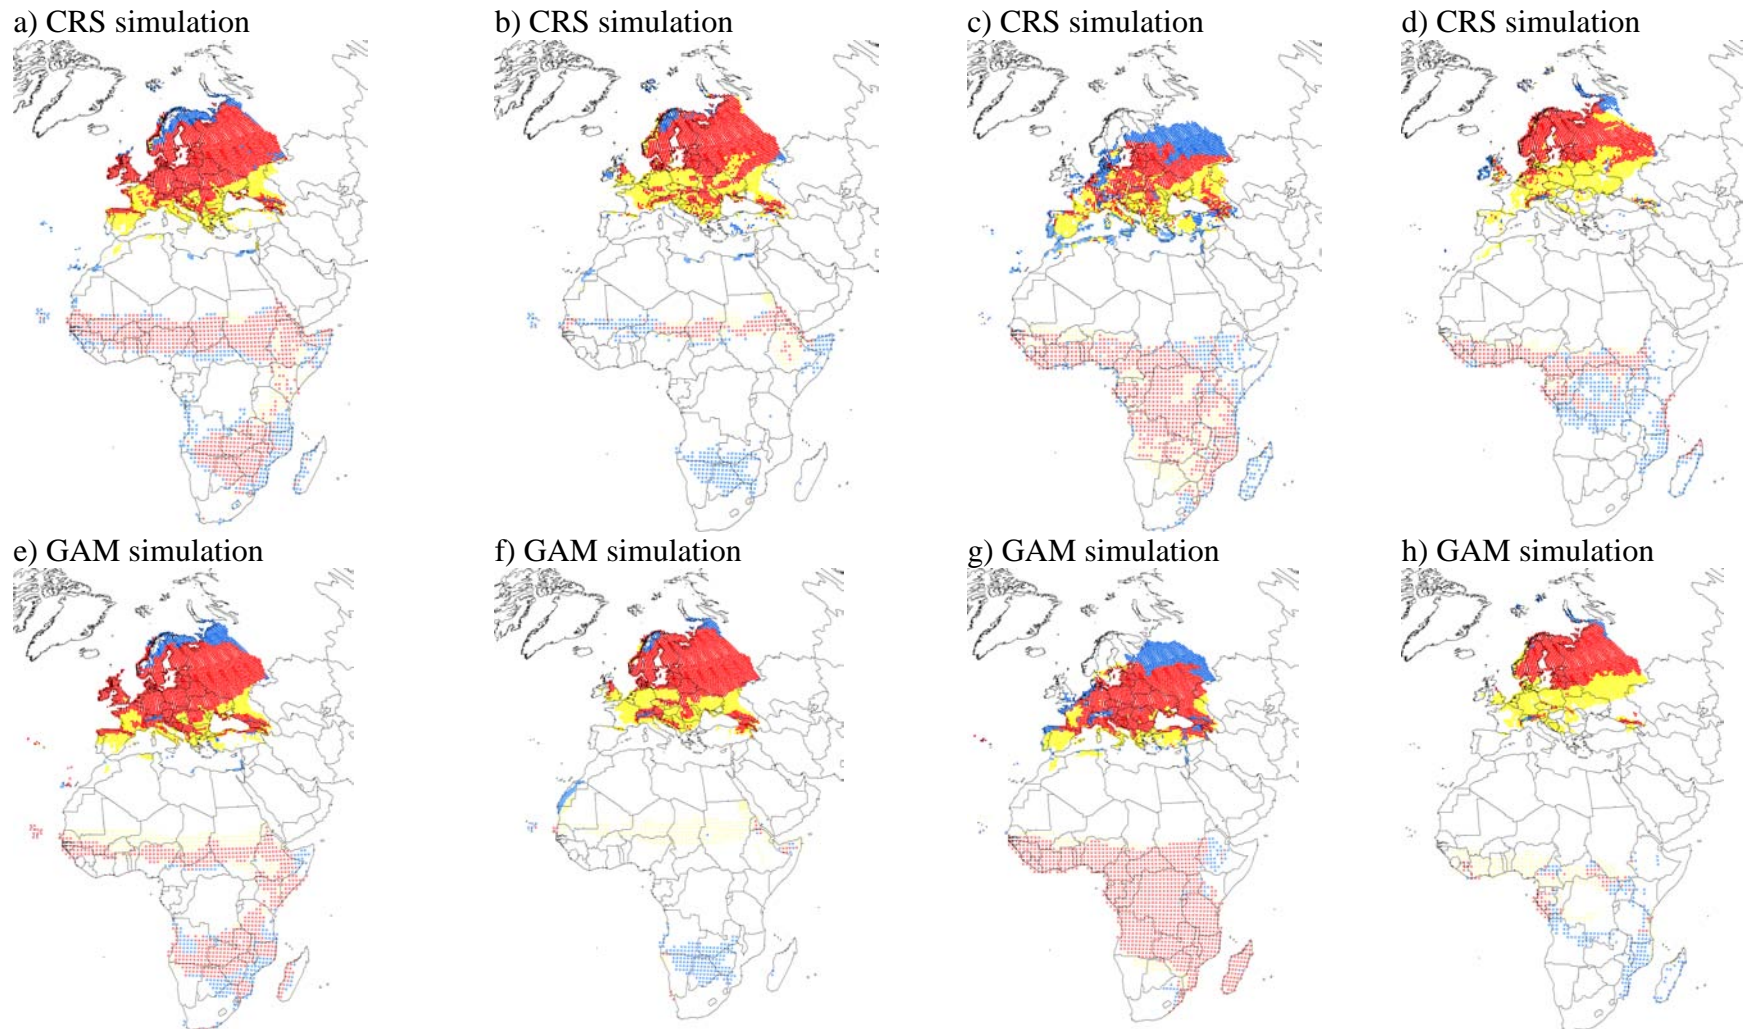 a) CRS simulation
b) CRS simulation
c) CRS simulation
d) CRS simulation
e) GAM simulation
f) GAM simulation
g) GAM simulation
h) GAM simulation